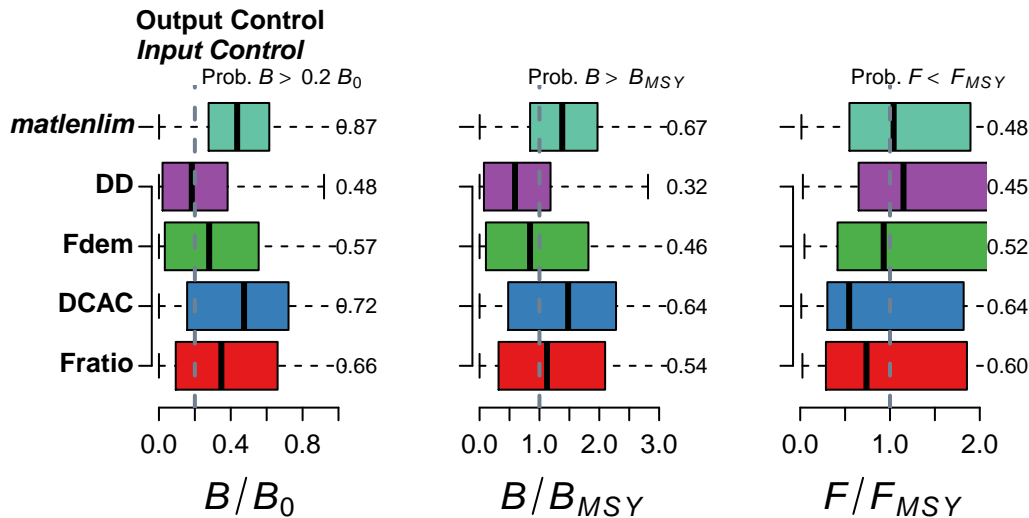 Output Control
Input Control
Prob. B > 0.2 B0
Prob. B > BMSY
Prob. F < FMSY
matlenlim
0.87
0.67
0.48
DD
0.48
0.32
0.45
Fdem
0.57
0.46
0.52
DCAC
0.72
0.64
0.64
Fratio
0.66
0.54
0.60
0.0 0.4 0.8
0.0 1.0 2.0 3.0
0.0 1.0 2.0
B/B0
B/BMSY
F/FMSY